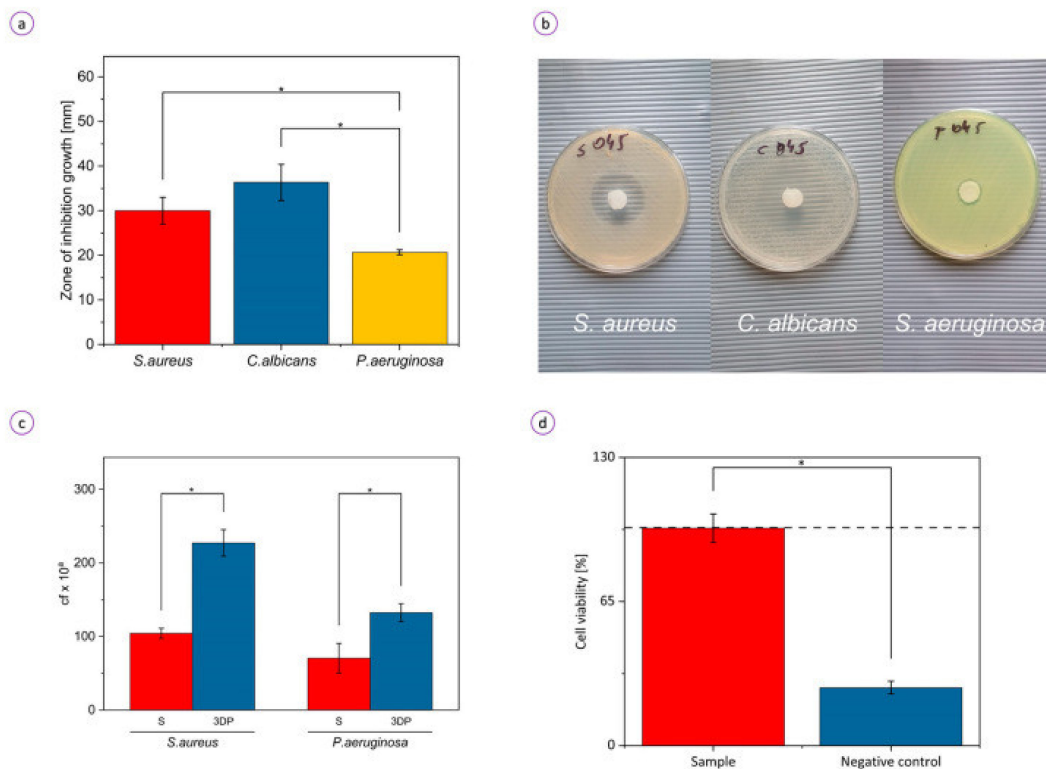 a
60
50
40
30
20
10
0
Zone of inhibition growth [mm]
*
*
S.aureus
C.albicans
P.aeruginosa
b
S 045
C 045
P 045
S. aureus
C. albicans
S. aeruginosa
c
300
200
100
0
cf x 10⁸
*
*
S
3DP
S
3DP
S.aureus
P.aeruginosa
d
130
65
0
Cell viability [%]
*
Sample
Negative control